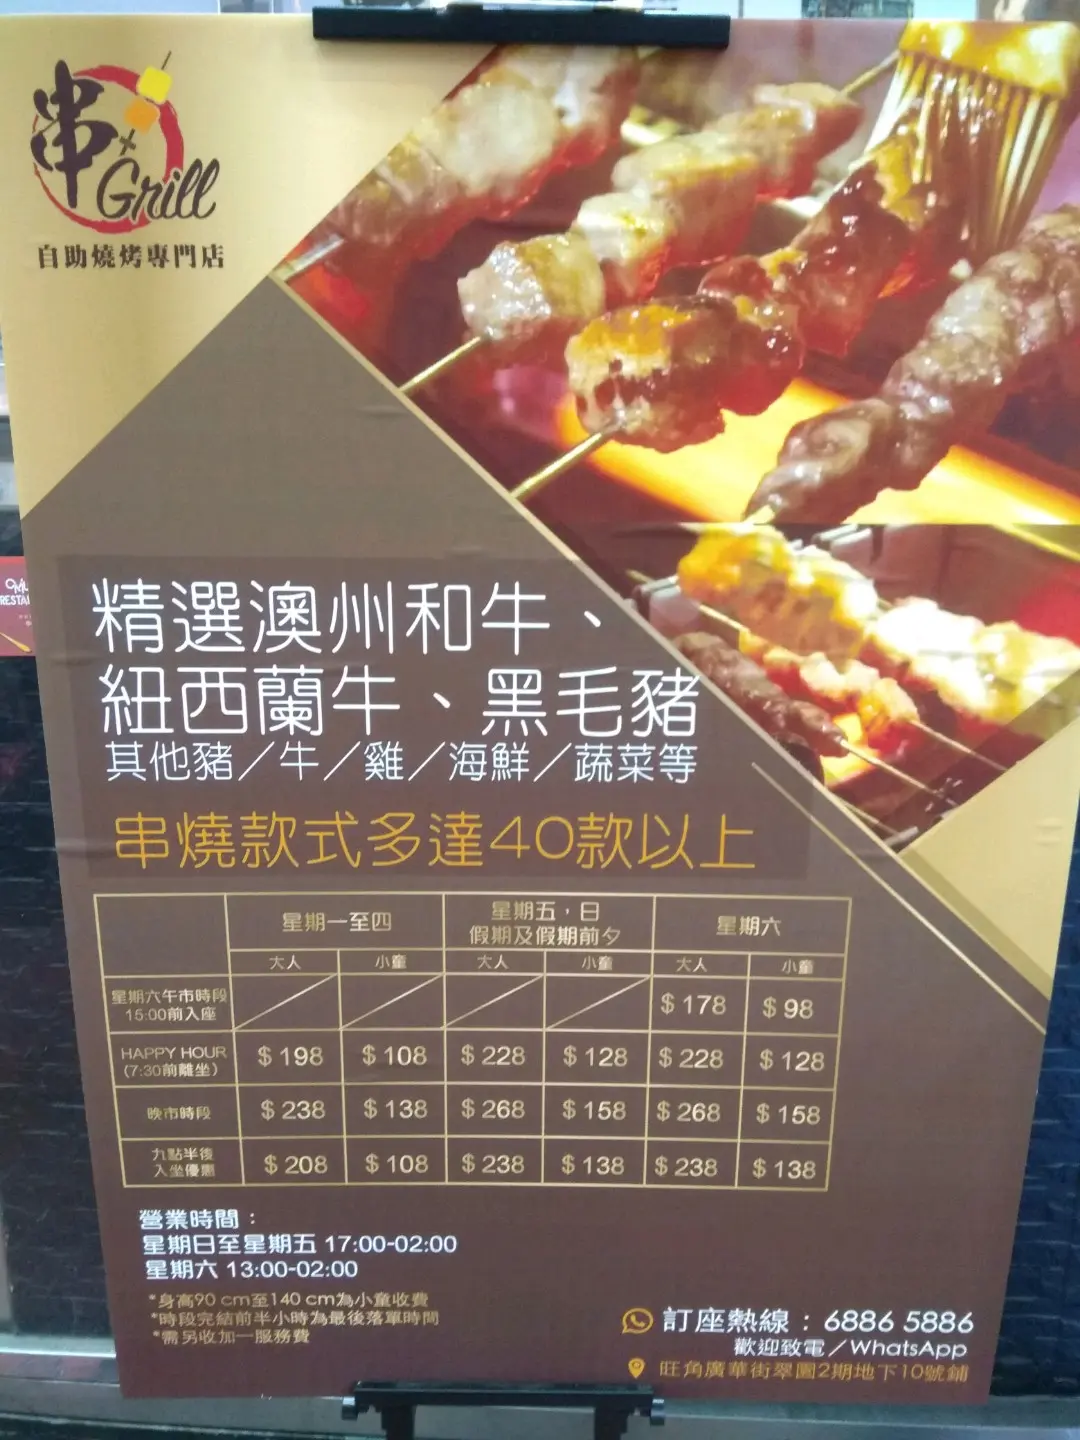 串
×
Grill
自助燒烤專門店
精選澳州和牛、
紐西蘭牛、黑毛豬
其他豬／牛／雞／海鮮／蔬菜等
串燒款式多達40款以上
星期一至四 星期五，日 假期及假期前夕 星期六
大人 小童 大人 小童 大人 小童
星期六午市時段 15:00前入座 $178 $98
HAPPY HOUR (7:30前離坐) $198 $108 $228 $128 $228 $128
晚市時段 $238 $138 $268 $158 $268 $158
九點半後 入坐優惠 $208 $108 $238 $138 $238 $138
營業時間：
星期日至星期五 17:00-02:00
星期六 13:00-02:00
*身高90 cm至140 cm為小童收費
*時段完結前半小時為最後落單時間
*需另收加一服務費
訂座熱線：6886 5886
歡迎致電／WhatsApp
旺角廣華街翠園2期地下10號鋪